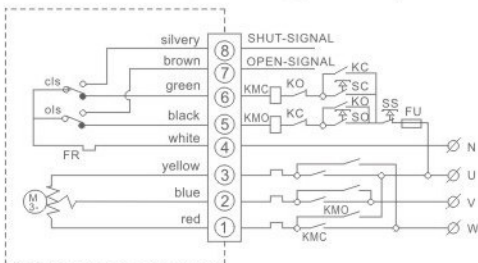 silvery 8 SHUT-SIGNAL
brown 7 OPEN-SIGNAL
KC
cls green 6 KMC KO SC
KO SS FU
ols black 5 KMO KC SO
white 4 N
FR
yellow 3 U
M 3~ blue 2 V
KMO
red 1 W
KMC